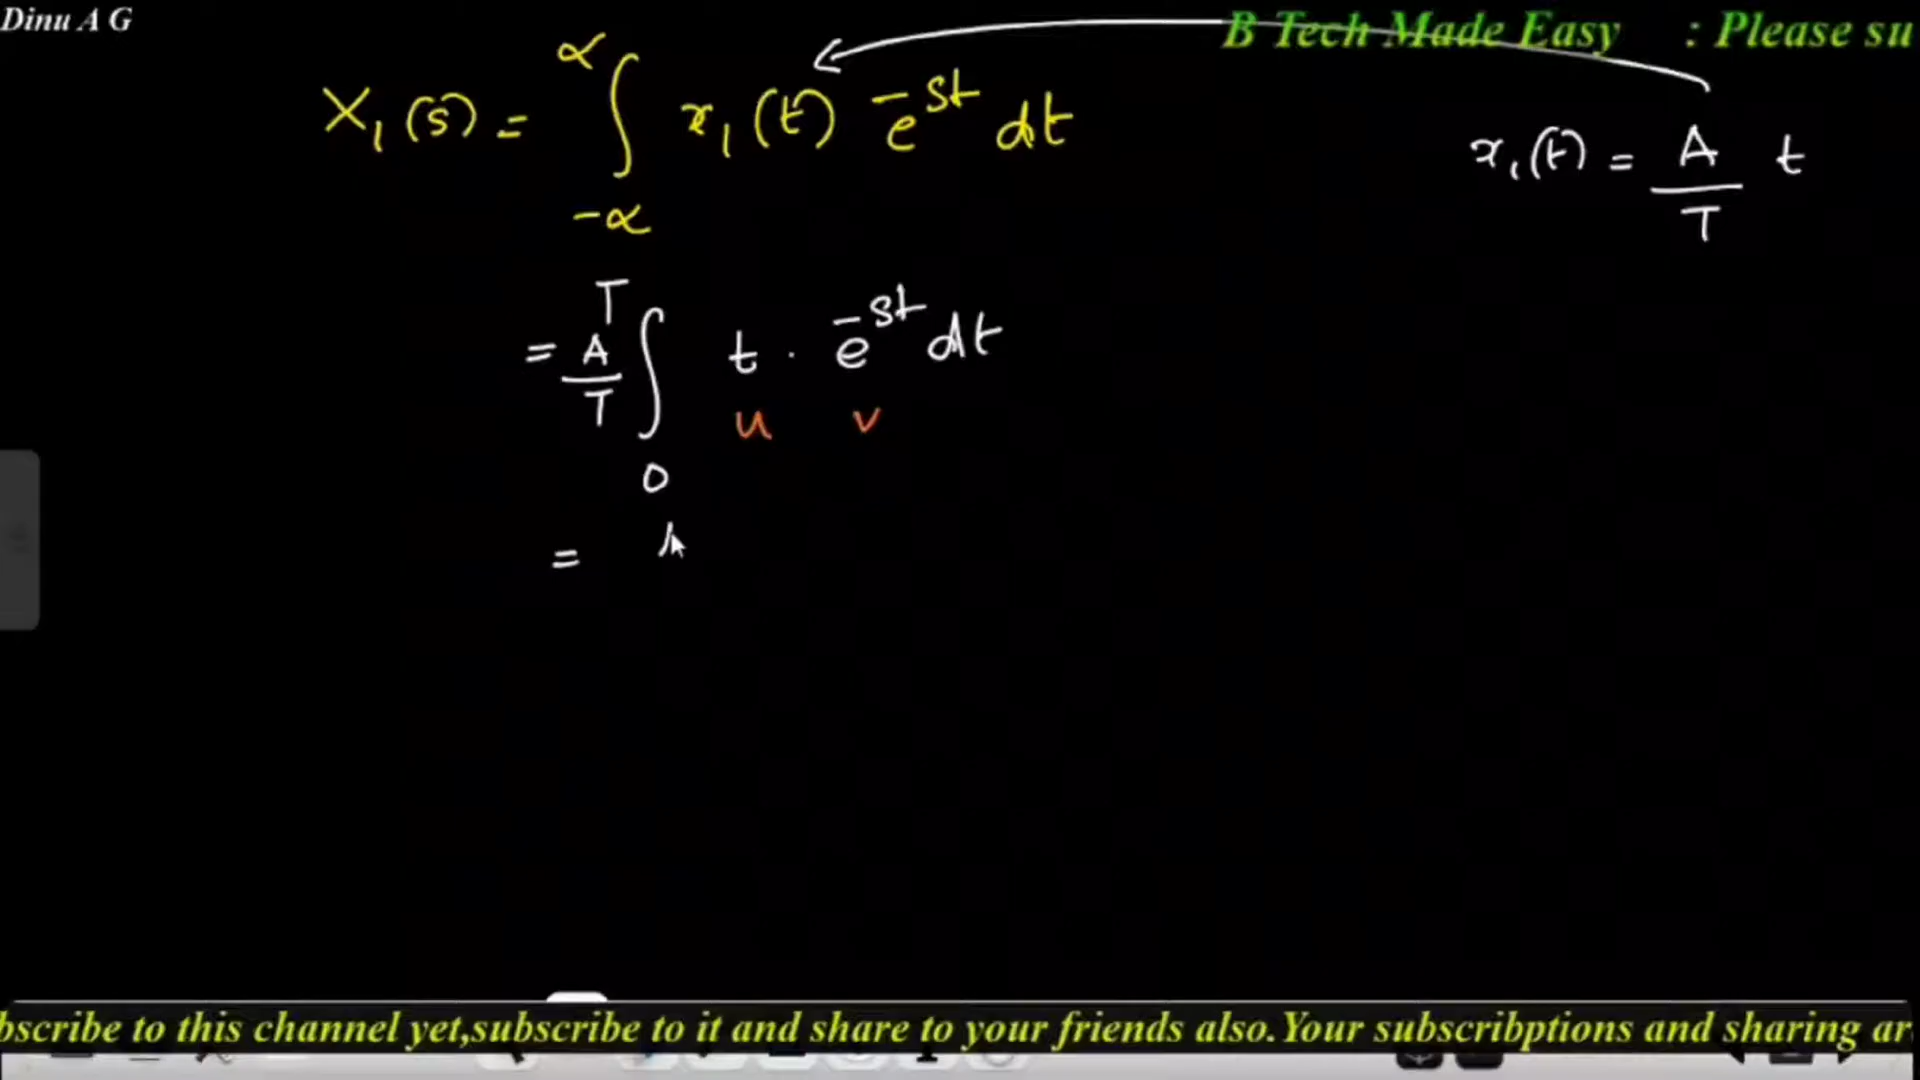 Dinu A G
B Tech Made Easy : Please su
X₁(s) = ∫_{-∝}^{∝} x₁(t) e^{-st} dt
x₁(t) = A/T t
= A/T ∫_{0}^{T} t . e^{-st} dt
u v
=
bscribe to this channel yet,subscribe to it and share to your friends also.Your subscribptions and sharing ar